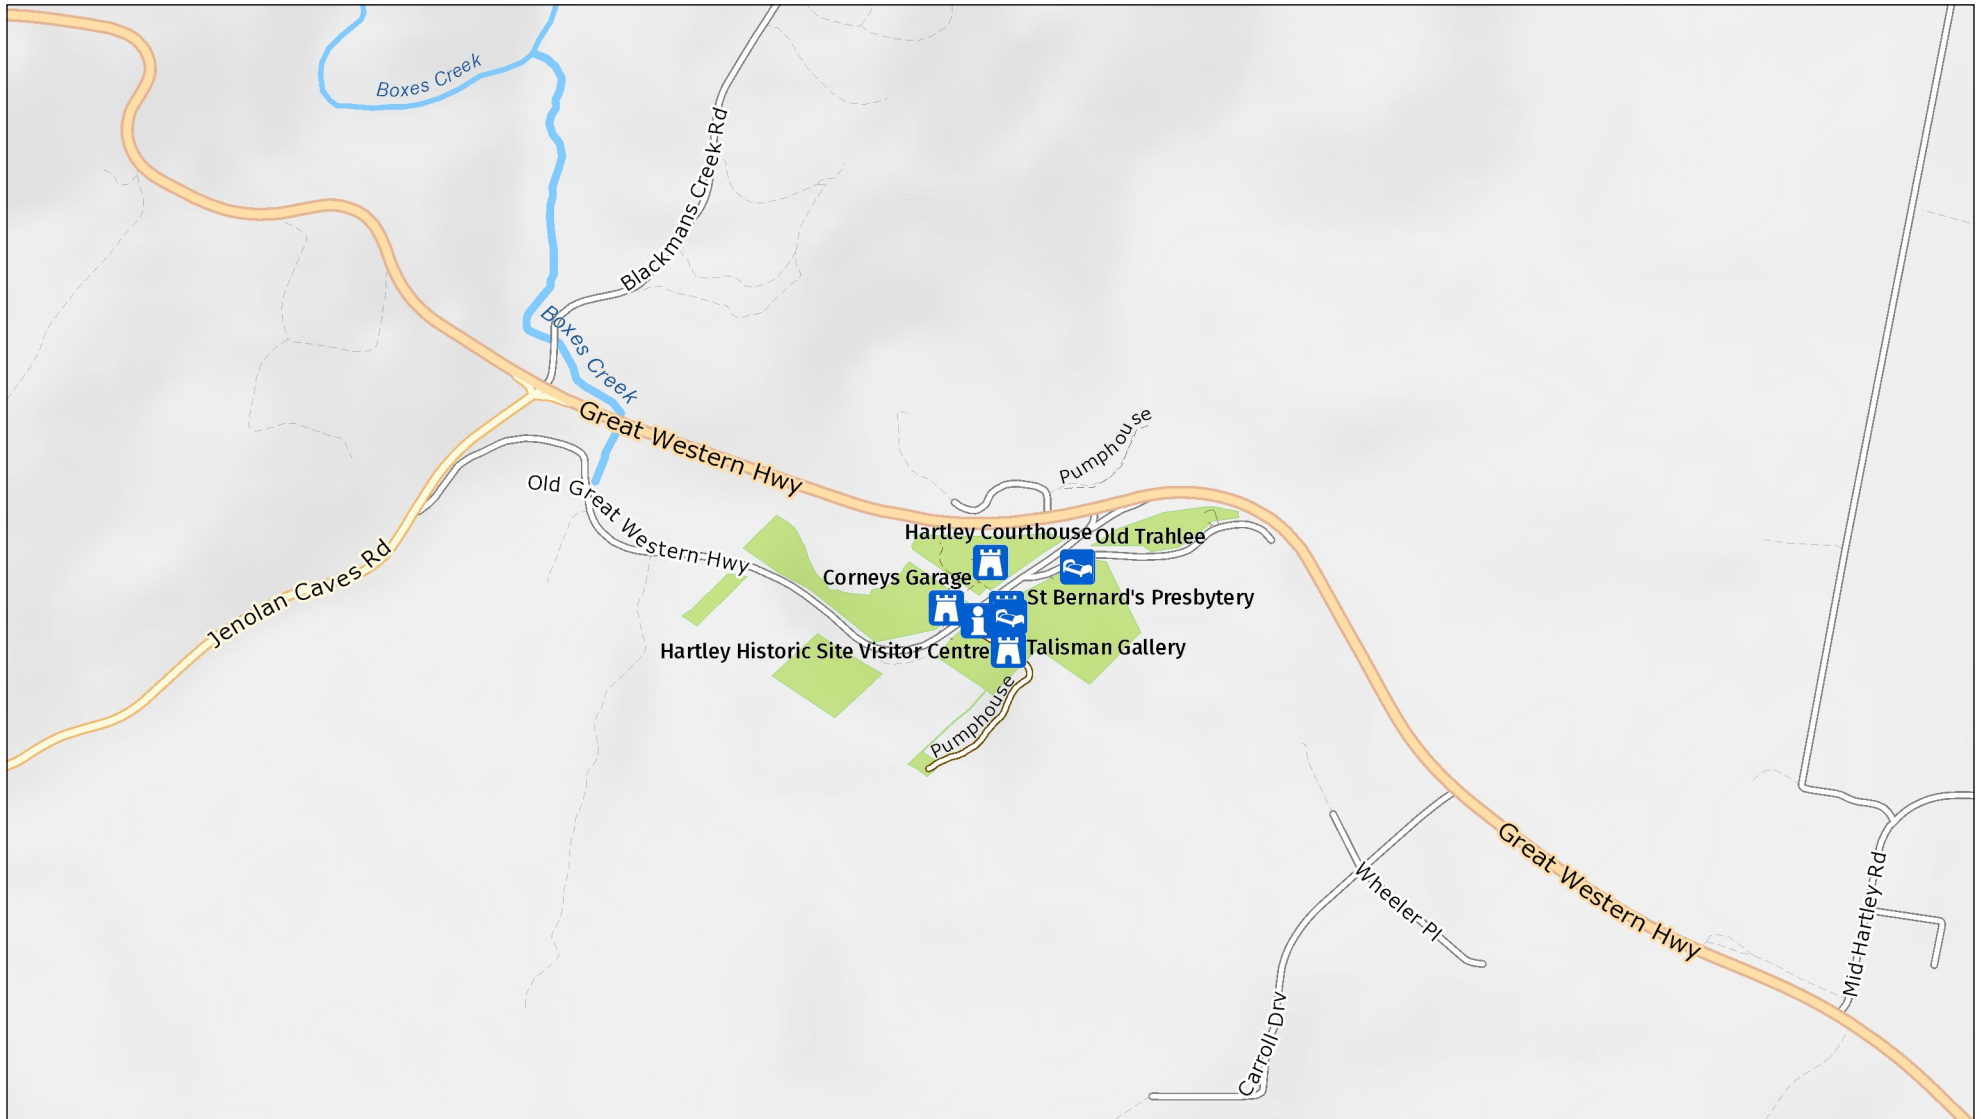 Boxes Creek
Blackmans Creek Rd
Boxes Creek
Great Western Hwy
Pumphouse
Old Great Western Hwy
Hartley Courthouse
Old Trahlee
Jenolan Caves Rd
Corneys Garage
St Bernard's Presbytery
Hartley Historic Site Visitor Centre
Talisman Gallery
Pumphouse
Great Western Hwy
Wheeler Pl
Mid Hartley Rd
Carroll Drv